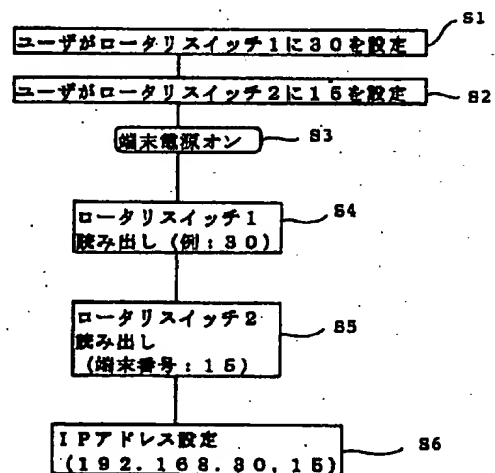 ユーザがロータリスイッチ1に30を設定
S1
ユーザがロータリスイッチ2に15を設定
S2
端末電源オン
S3
ロータリスイッチ1
読み出し(例:30)
S4
ロータリスイッチ2
読み出し
(端末番号:15)
S5
IPアドレス設定
(192.168.30,15)
S6